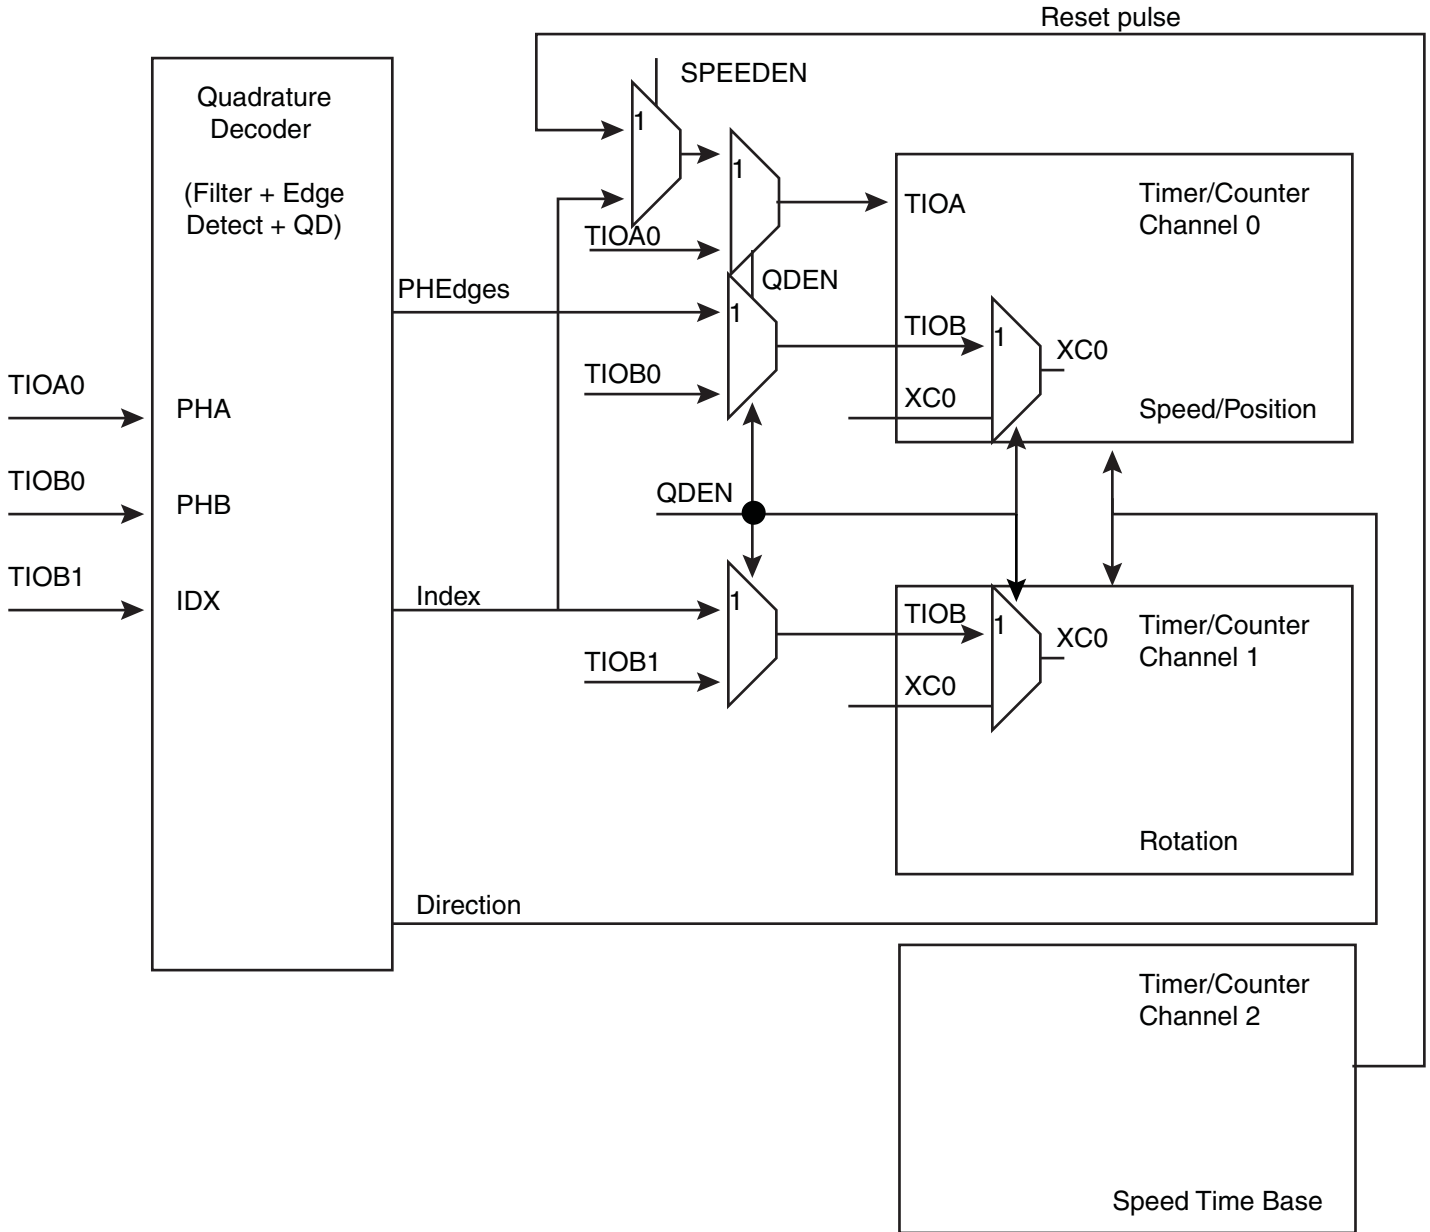 Reset pulse
SPEEDEN
Quadrature
Decoder
(Filter + Edge
Detect + QD)
1
1
TIOA
Timer/Counter
Channel 0
TIOA0
QDEN
PHEdges
1
TIOB
1
XC0
TIOB0
XC0
Speed/Position
TIOA0
PHA
TIOB0
PHB
QDEN
TIOB1
IDX
Index
1
TIOB
1
XC0
Timer/Counter
Channel 1
TIOB1
XC0
Rotation
Direction
Timer/Counter
Channel 2
Speed Time Base